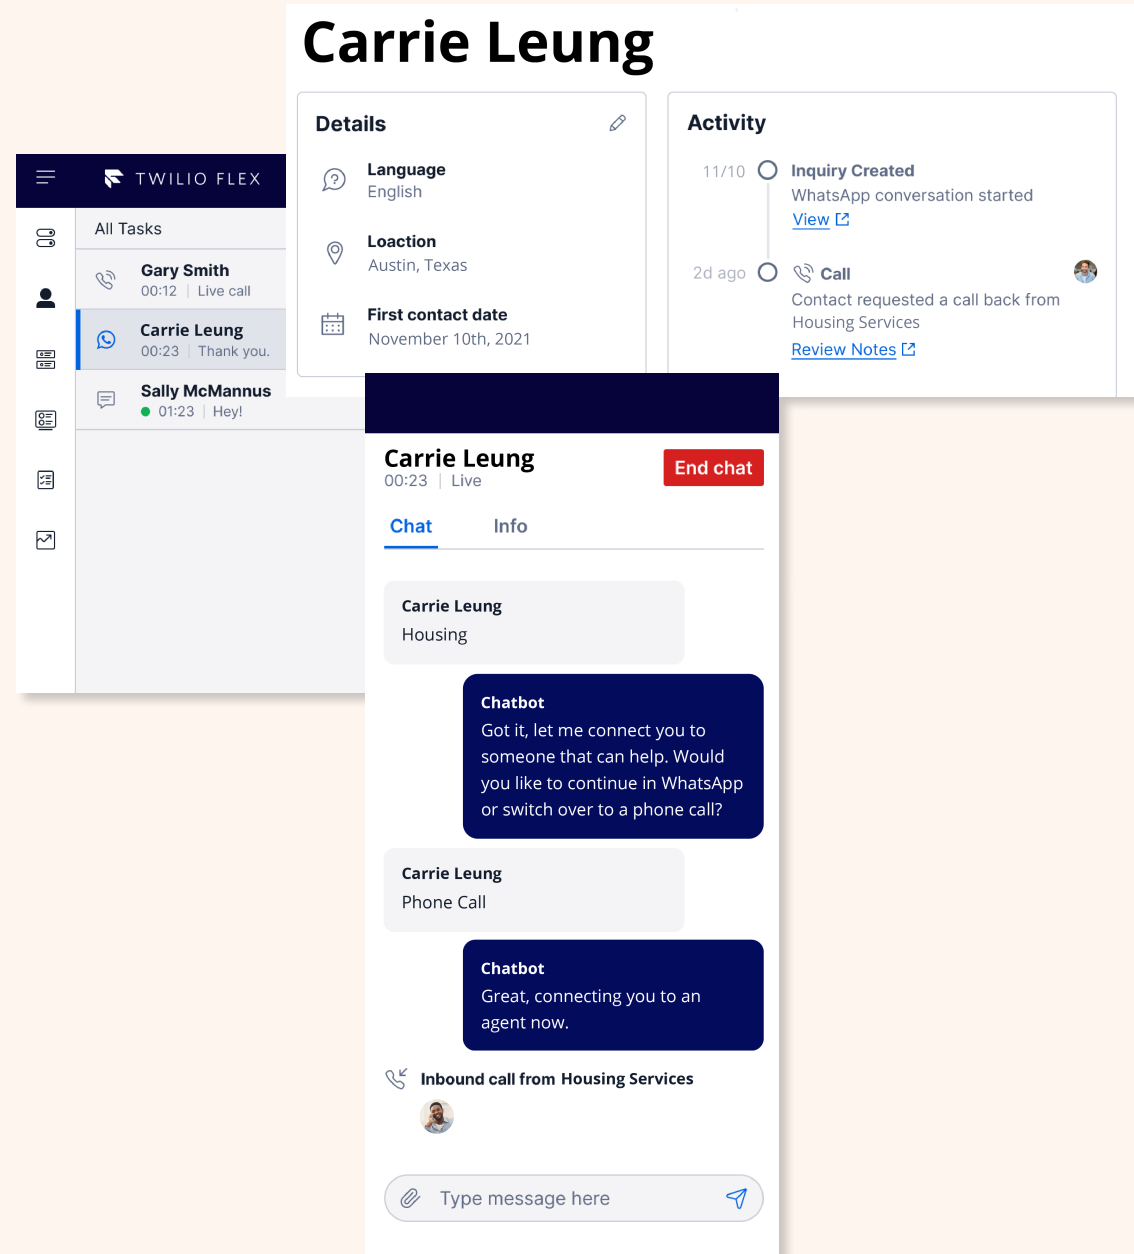 Carrie Leung
Details
Language
English
Loaction
Austin, Texas
First contact date
November 10th, 2021
Activity
11/10
Inquiry Created
WhatsApp conversation started
View
2d ago
Call
Contact requested a call back from
Housing Services
Review Notes
TWILIO FLEX
All Tasks
Gary Smith
00:12 | Live call
Carrie Leung
00:23 | Thank you.
Sally McMannus
01:23 | Hey!
Carrie Leung
00:23 | Live
End chat
Chat Info
Carrie Leung
Housing
Chatbot
Got it, let me connect you to
someone that can help. Would
you like to continue in WhatsApp
or switch over to a phone call?
Carrie Leung
Phone Call
Chatbot
Great, connecting you to an
agent now.
Inbound call from Housing Services
Type message here